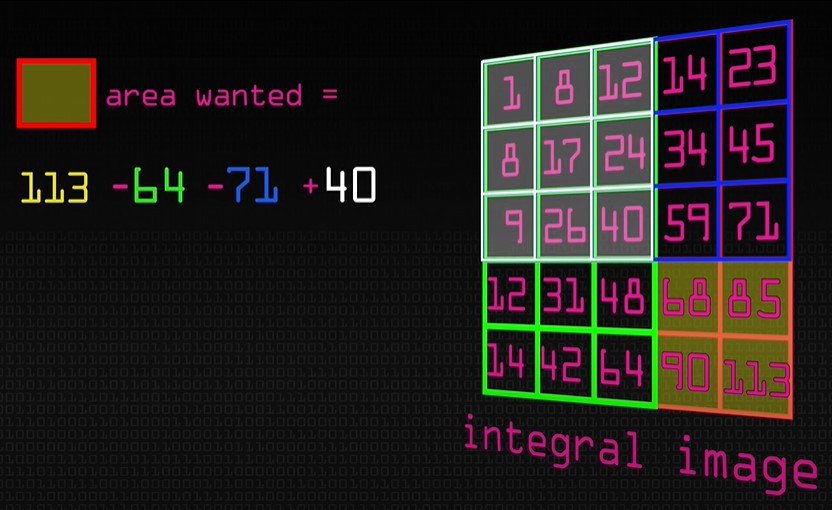 area wanted =
113 -64 -71 +40
1 8 12 14 23
8 17 24 34 45
9 26 40 59 71
12 31 48 68 85
14 42 64 90 113
integral image